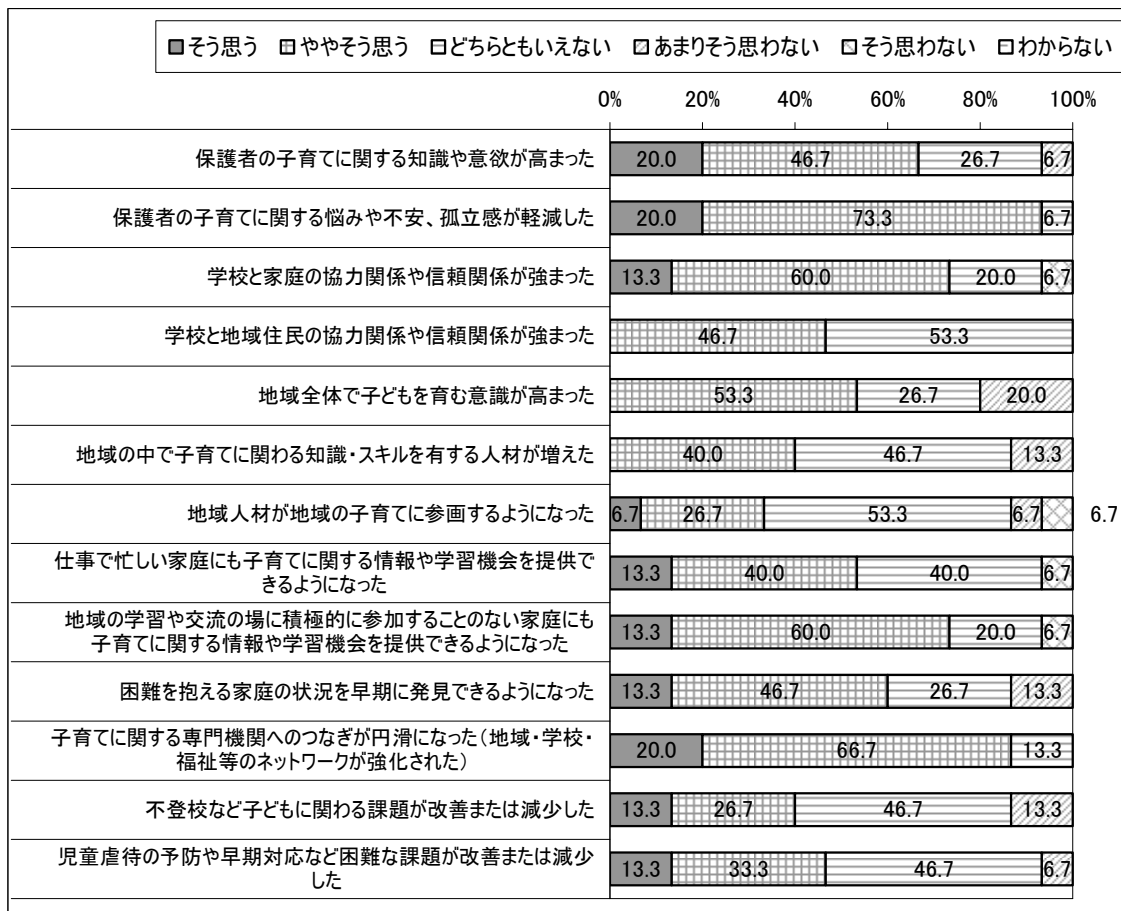 そう思う ややそう思う どちらともいえない あまりそう思わない そう思わない わからない
0% 20% 40% 60% 80% 100%
保護者の子育てに関する知識や意欲が高まった 20.0 46.7 26.7 6.7
保護者の子育てに関する悩みや不安、孤立感が軽減した 20.0 73.3 6.7
学校と家庭の協力関係や信頼関係が強まった 13.3 60.0 20.0 6.7
学校と地域住民の協力関係や信頼関係が強まった 46.7 53.3
地域全体で子どもを育む意識が高まった 53.3 26.7 20.0
地域の中で子育てに関わる知識・スキルを有する人材が増えた 40.0 46.7 13.3
地域人材が地域の子育てに参画するようになった 6.7 26.7 53.3 6.7 6.7
仕事で忙しい家庭にも子育てに関する情報や学習機会を提供で
きるようになった 13.3 40.0 40.0 6.7
地域の学習や交流の場に積極的に参加することのない家庭にも
子育てに関する情報や学習機会を提供できるようになった 13.3 60.0 20.0 6.7
困難を抱える家庭の状況を早期に発見できるようになった 13.3 46.7 26.7 13.3
子育てに関する専門機関へのつなぎが円滑になった(地域・学校・
福祉等のネットワークが強化された) 20.0 66.7 13.3
不登校など子どもに関わる課題が改善または減少した 13.3 26.7 46.7 13.3
児童虐待の予防や早期対応など困難な課題が改善または減少
した 13.3 33.3 46.7 6.7